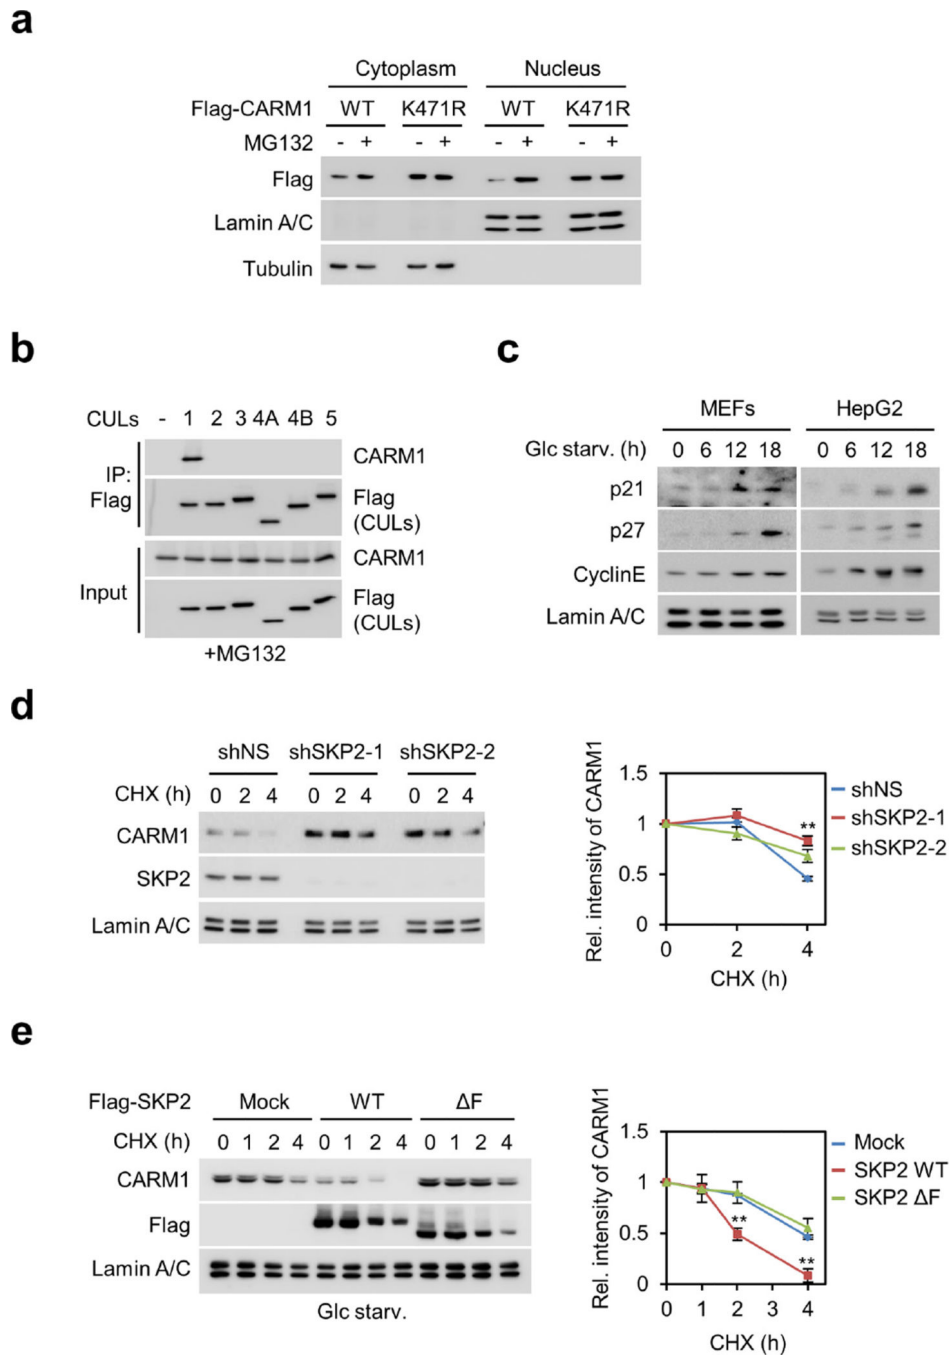 a
Cytoplasm Nucleus
Flag-CARM1 WT K471R WT K471R
MG132 - + - + - + - +
Flag
Lamin A/C
Tubulin
b
CULs - 1 2 3 4A 4B 5
IP: Flag
CARM1
Flag (CULs)
Input
CARM1
Flag (CULs)
+MG132
c
MEFs HepG2
Glc starv. (h) 0 6 12 18 0 6 12 18
p21
p27
CyclinE
Lamin A/C
d
shNS shSKP2-1 shSKP2-2
CHX (h) 0 2 4 0 2 4 0 2 4
CARM1
SKP2
Lamin A/C
Rel. intensity of CARM1
1.5
1
0.5
0
0 2 4
CHX (h)
**
shNS
shSKP2-1
shSKP2-2
e
Flag-SKP2 Mock WT ΔF
CHX (h) 0 1 2 4 0 1 2 4 0 1 2 4
CARM1
Flag
Lamin A/C
Glc starv.
Rel. intensity of CARM1
1.5
1
0.5
0
0 1 2 3 4
CHX (h)
**
**
Mock
SKP2 WT
SKP2 ΔF